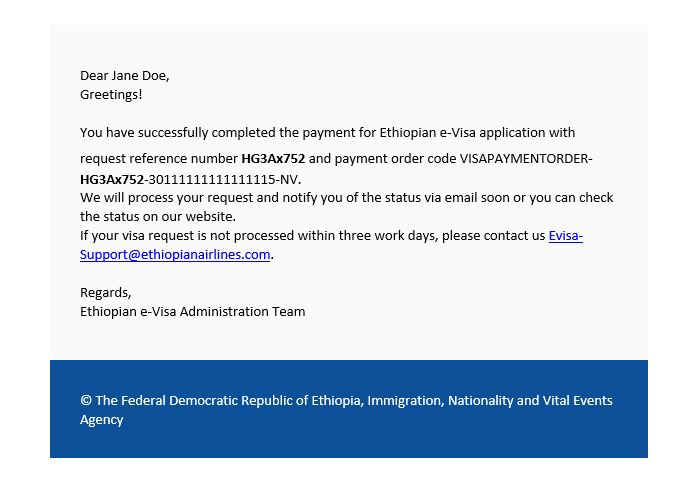 Dear Jane Doe,
Greetings!
You have successfully completed the payment for Ethiopian e-Visa application with
request reference number HG3Ax752 and payment order code VISAPAYMENTORDER-
HG3Ax752-30111111111111115-NV.
We will process your request and notify you of the status via email soon or you can check
the status on our website.
If your visa request is not processed within three work days, please contact us Evisa-
Support@ethiopianairlines.com.
Regards,
Ethiopian e-Visa Administration Team
© The Federal Democratic Republic of Ethiopia, Immigration, Nationality and Vital Events
Agency